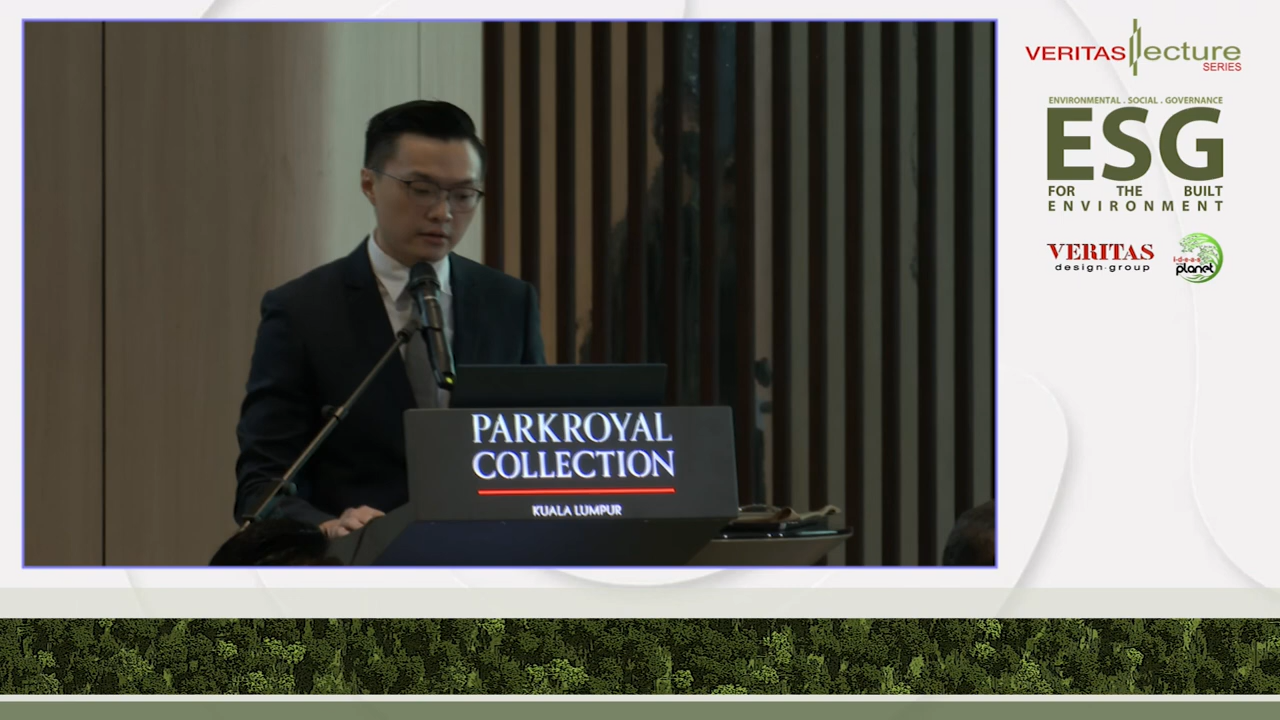 PARKROYAL
COLLECTION
KUALA LUMPUR
VERITAS lecture
SERIES
ENVIRONMENTAL . SOCIAL . GOVERNANCE
ESG
FOR THE BUILT
ENVIRONMENT
VERITAS
design·group
ideas
planet